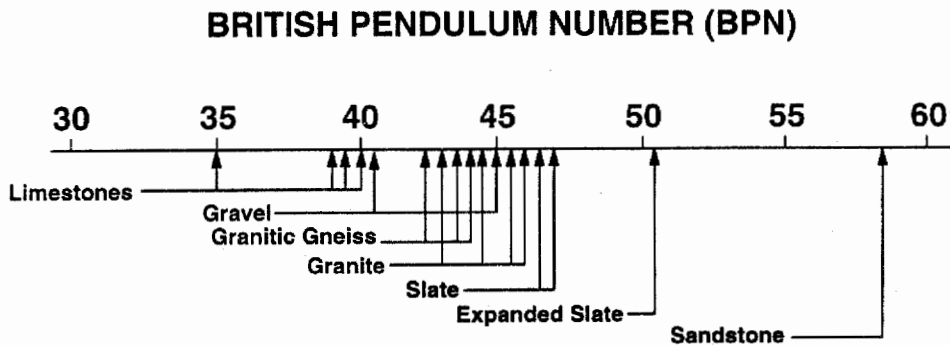 BRITISH PENDULUM NUMBER (BPN)
30 35 40 45 50 55 60
Limestones
Gravel
Granitic Gneiss
Granite
Slate
Expanded Slate
Sandstone